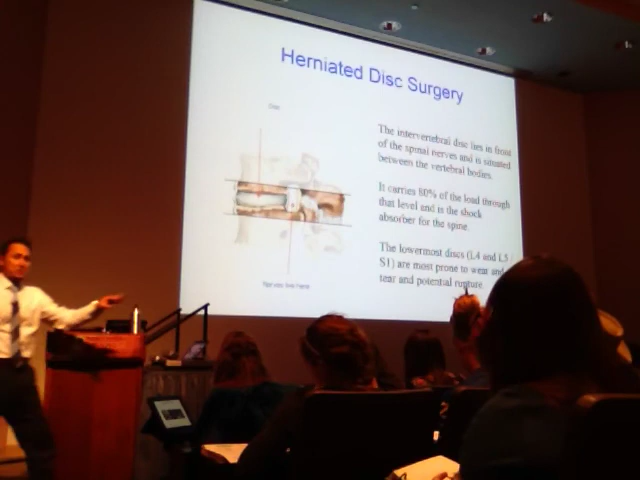 Herniated Disc Surgery
The intervertebral disc lies in front
of the spinal nerves and is situated
between the vertebral bodies.
It carries 80% of the load through
that level and is the shock
absorber for the spine.
The lowermost discs (L4 and L5 /
S1) are most prone to wear and
tear and potential rupture.